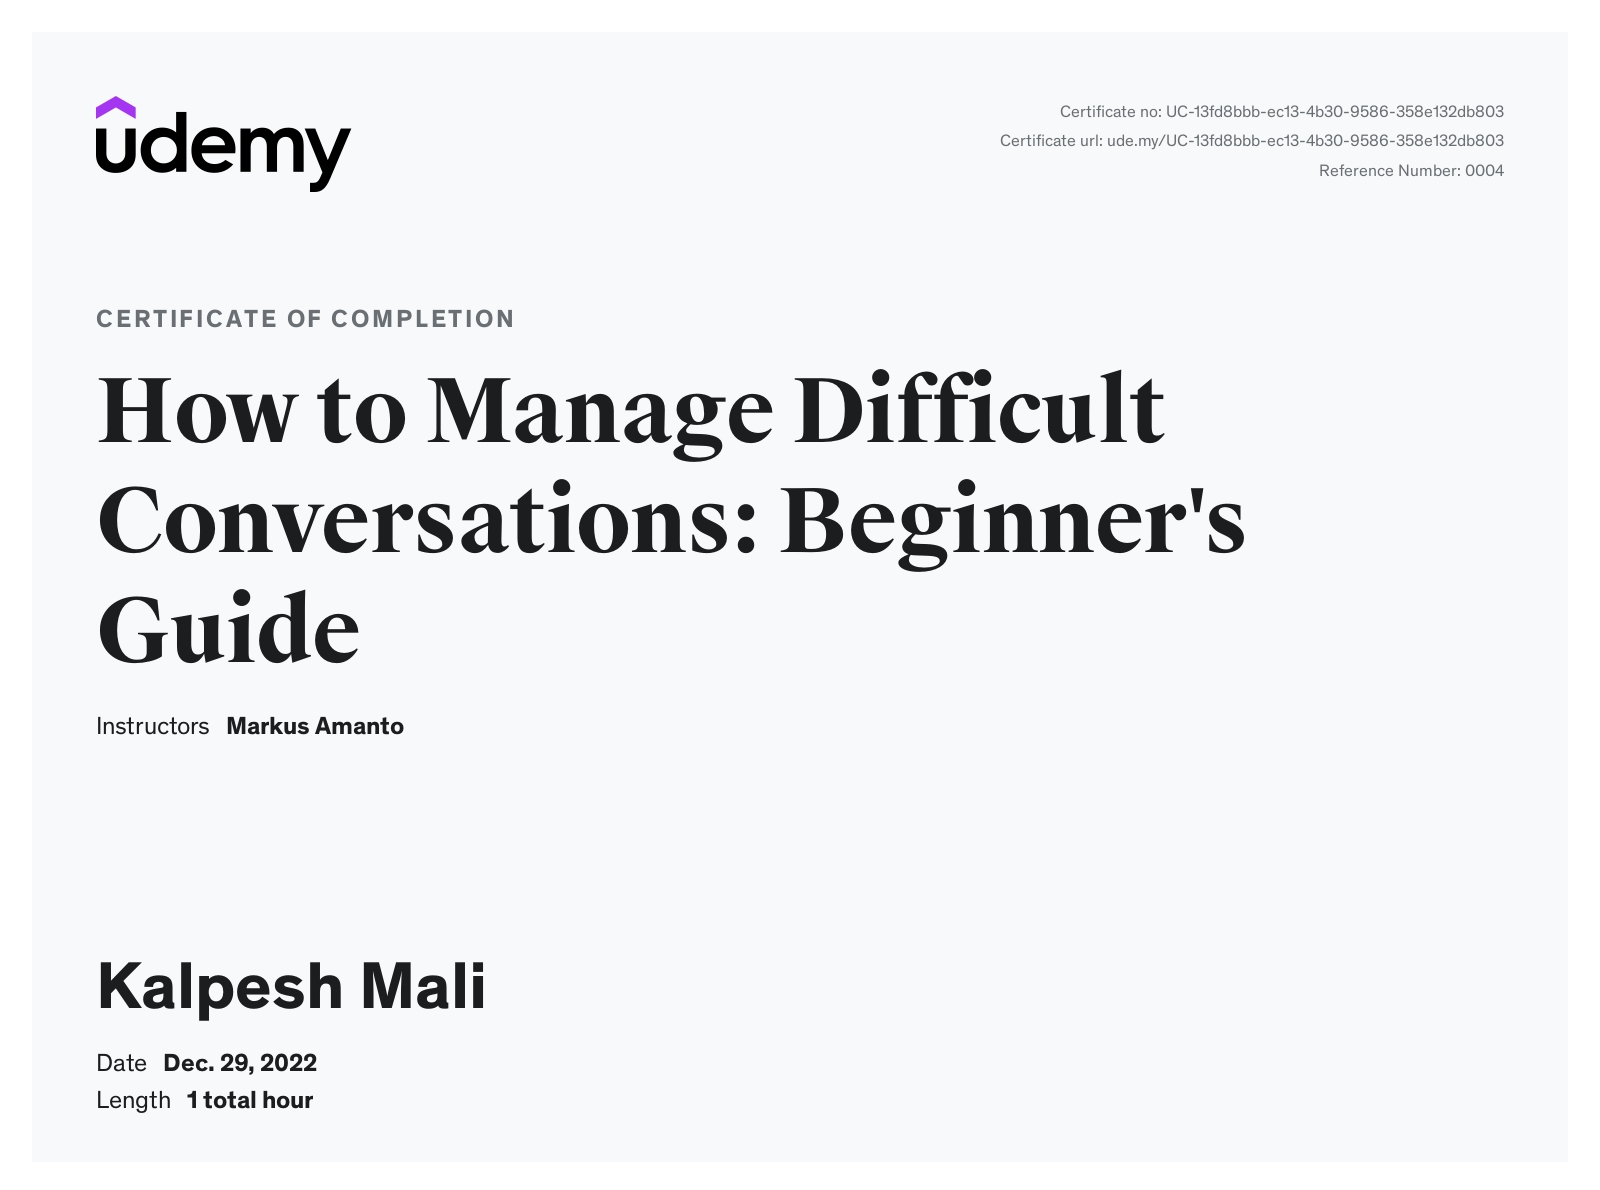 udemy
Certificate no: UC-13fd8bbb-ec13-4b30-9586-358e132db803
Certificate url: ude.my/UC-13fd8bbb-ec13-4b30-9586-358e132db803
Reference Number: 0004
CERTIFICATE OF COMPLETION
How to Manage Difficult
Conversations: Beginner's
Guide
Instructors Markus Amanto
Kalpesh Mali
Date Dec. 29, 2022
Length 1 total hour